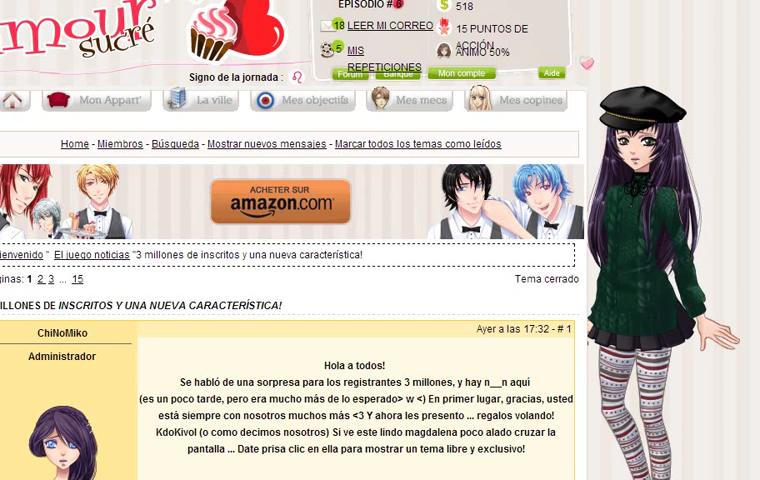 mour
sucré
EPISODIO # 6
518
18 LEER MI CORREO
15 PUNTOS DE
ACCIÓN
5 MIS
REPETICIONES
ANIMO 50%
Signo de la jornada :
Forum Banque Mon compte Aide
Mon Appart' La ville Mes objectifs Mes mecs Mes copines
Home - Miembros - Búsqueda - Mostrar nuevos mensajes - Marcar todos los temas como leídos
ACHETER SUR
amazon.com
ienvenido " El juego noticias "3 millones de inscritos y una nueva característica!
ginas: 1 2 3 ... 15
Tema cerrado
ILLONES DE INSCRITOS Y UNA NUEVA CARACTERÍSTICA!
ChiNoMiko
Ayer a las 17:32 - # 1
Administrador
Hola a todos!
Se habló de una sorpresa para los registrantes 3 millones, y hay n__n aquí
(es un poco tarde, pero era mucho más de lo esperado> w <) En primer lugar, gracias, usted
está siempre con nosotros muchos más <3 Y ahora les presento ... regalos volando!
KdoKivol (o como decimos nosotros) Si ve este lindo magdalena poco alado cruzar la
pantalla ... Date prisa clic en ella para mostrar un tema libre y exclusivo!